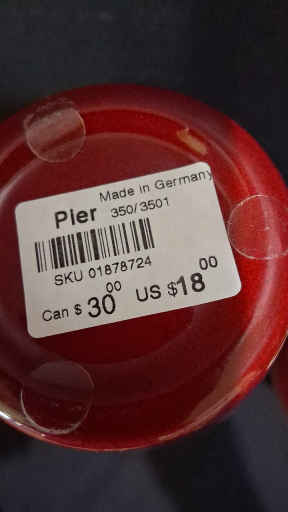 Made in Germany
Pier 350/3501
SKU 01878724
Can $ 30 00 US $18 00